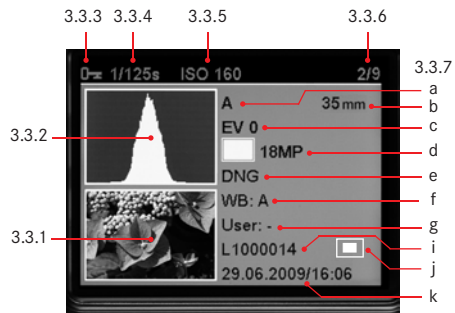 3.3.3 3.3.4 3.3.5 3.3.6
1/125s ISO 160 2/9
3.3.7
A 35 mm
a
b
EV 0
c
3.3.2
18MP
d
DNG
e
WB: A
f
User: -
g
3.3.1
L1000014
i
j
29.06.2009/16:06
k